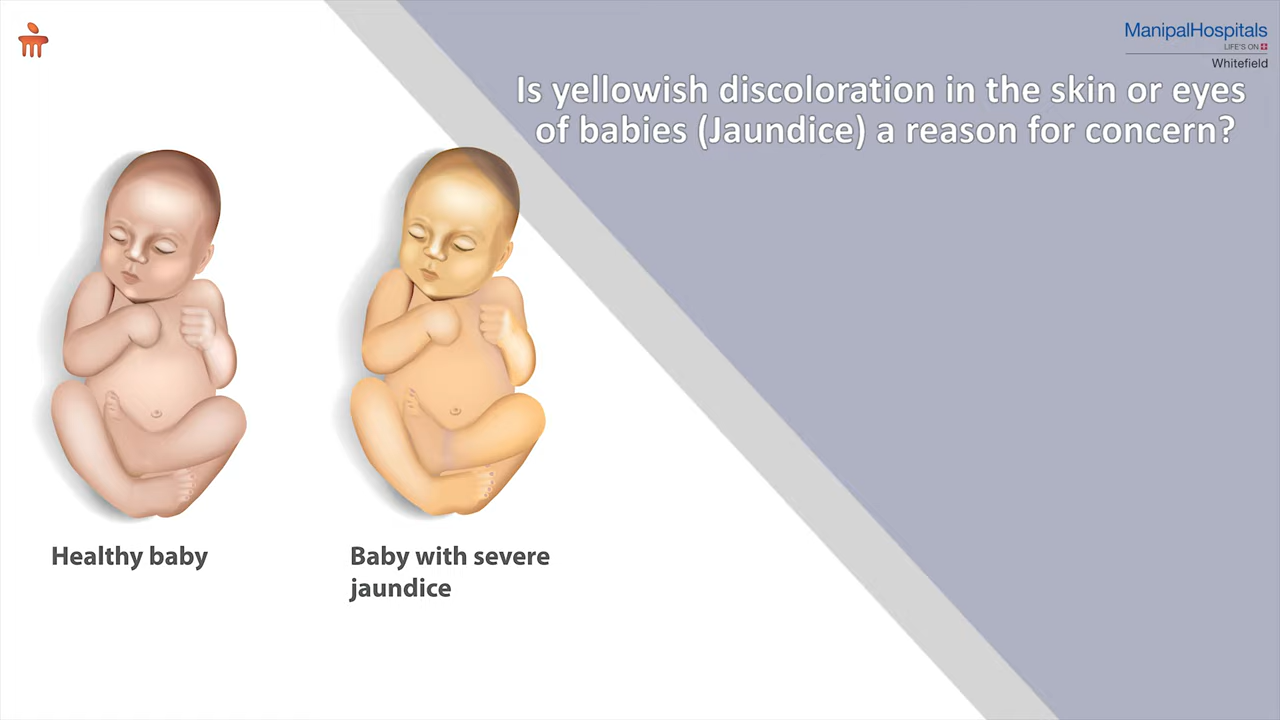 ManipalHospitals
LIFE'S ON
Whitefield
Is yellowish discoloration in the skin or eyes
of babies (Jaundice) a reason for concern?
Healthy baby
Baby with severe
jaundice